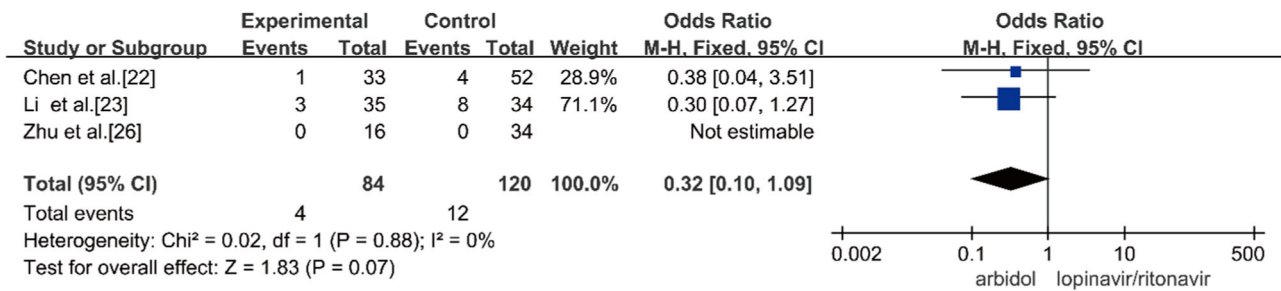 Experimental Control Odds Ratio Odds Ratio
Study or Subgroup Events Total Events Total Weight M-H, Fixed, 95% CI M-H, Fixed, 95% CI
Chen et al.[22] 1 33 4 52 28.9% 0.38 [0.04, 3.51]
Li et al.[23] 3 35 8 34 71.1% 0.30 [0.07, 1.27]
Zhu et al.[26] 0 16 0 34 Not estimable
Total (95% CI) 84 120 100.0% 0.32 [0.10, 1.09]
Total events 4 12
Heterogeneity: Chi² = 0.02, df = 1 (P = 0.88); I² = 0%
Test for overall effect: Z = 1.83 (P = 0.07)
0.002 0.1 1 10 500
arbidol lopinavir/ritonavir